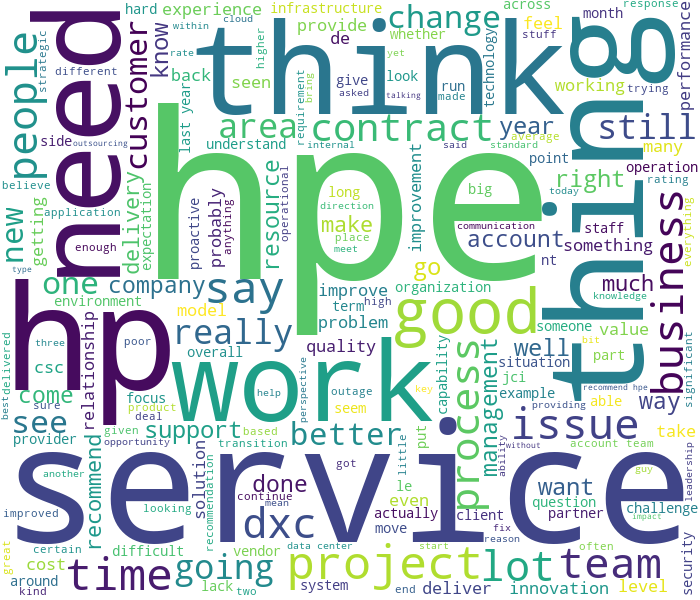 hard experience infrastructure across month response
different within cloud provide de whether feel stuff
strategic need know back seen rate higher yet look technology
people customer think change thing performance
give asked run made talking working trying
last year area requirement bring contract year still
side outsourcing understand internal said average standard point many
believe application delivery expectation proactive probably anything resource operational long direction place meet make improvement big right operation rating
new getting hpe communication account today staff something everything
enough environment nt knowledge
one company say improve term high organization go much business
type hp model really problem good someone value
three relationship poor overall quality well situation bit part significant
best delivered csc come sure product focus deal help perspective outage seem key capability process management jci example able recommend hpe providing way
see provider given opportunity work support based transition better put issue account team take
another recommend solution recommendation got little ability without guy leadership
service
improved looking done continue mean even le actually client want question partner challenge
certain difficult dxc move fix reason impact
great cost vendor data center start often security
time going project lot team
around kind lack two system end deliver innovation level